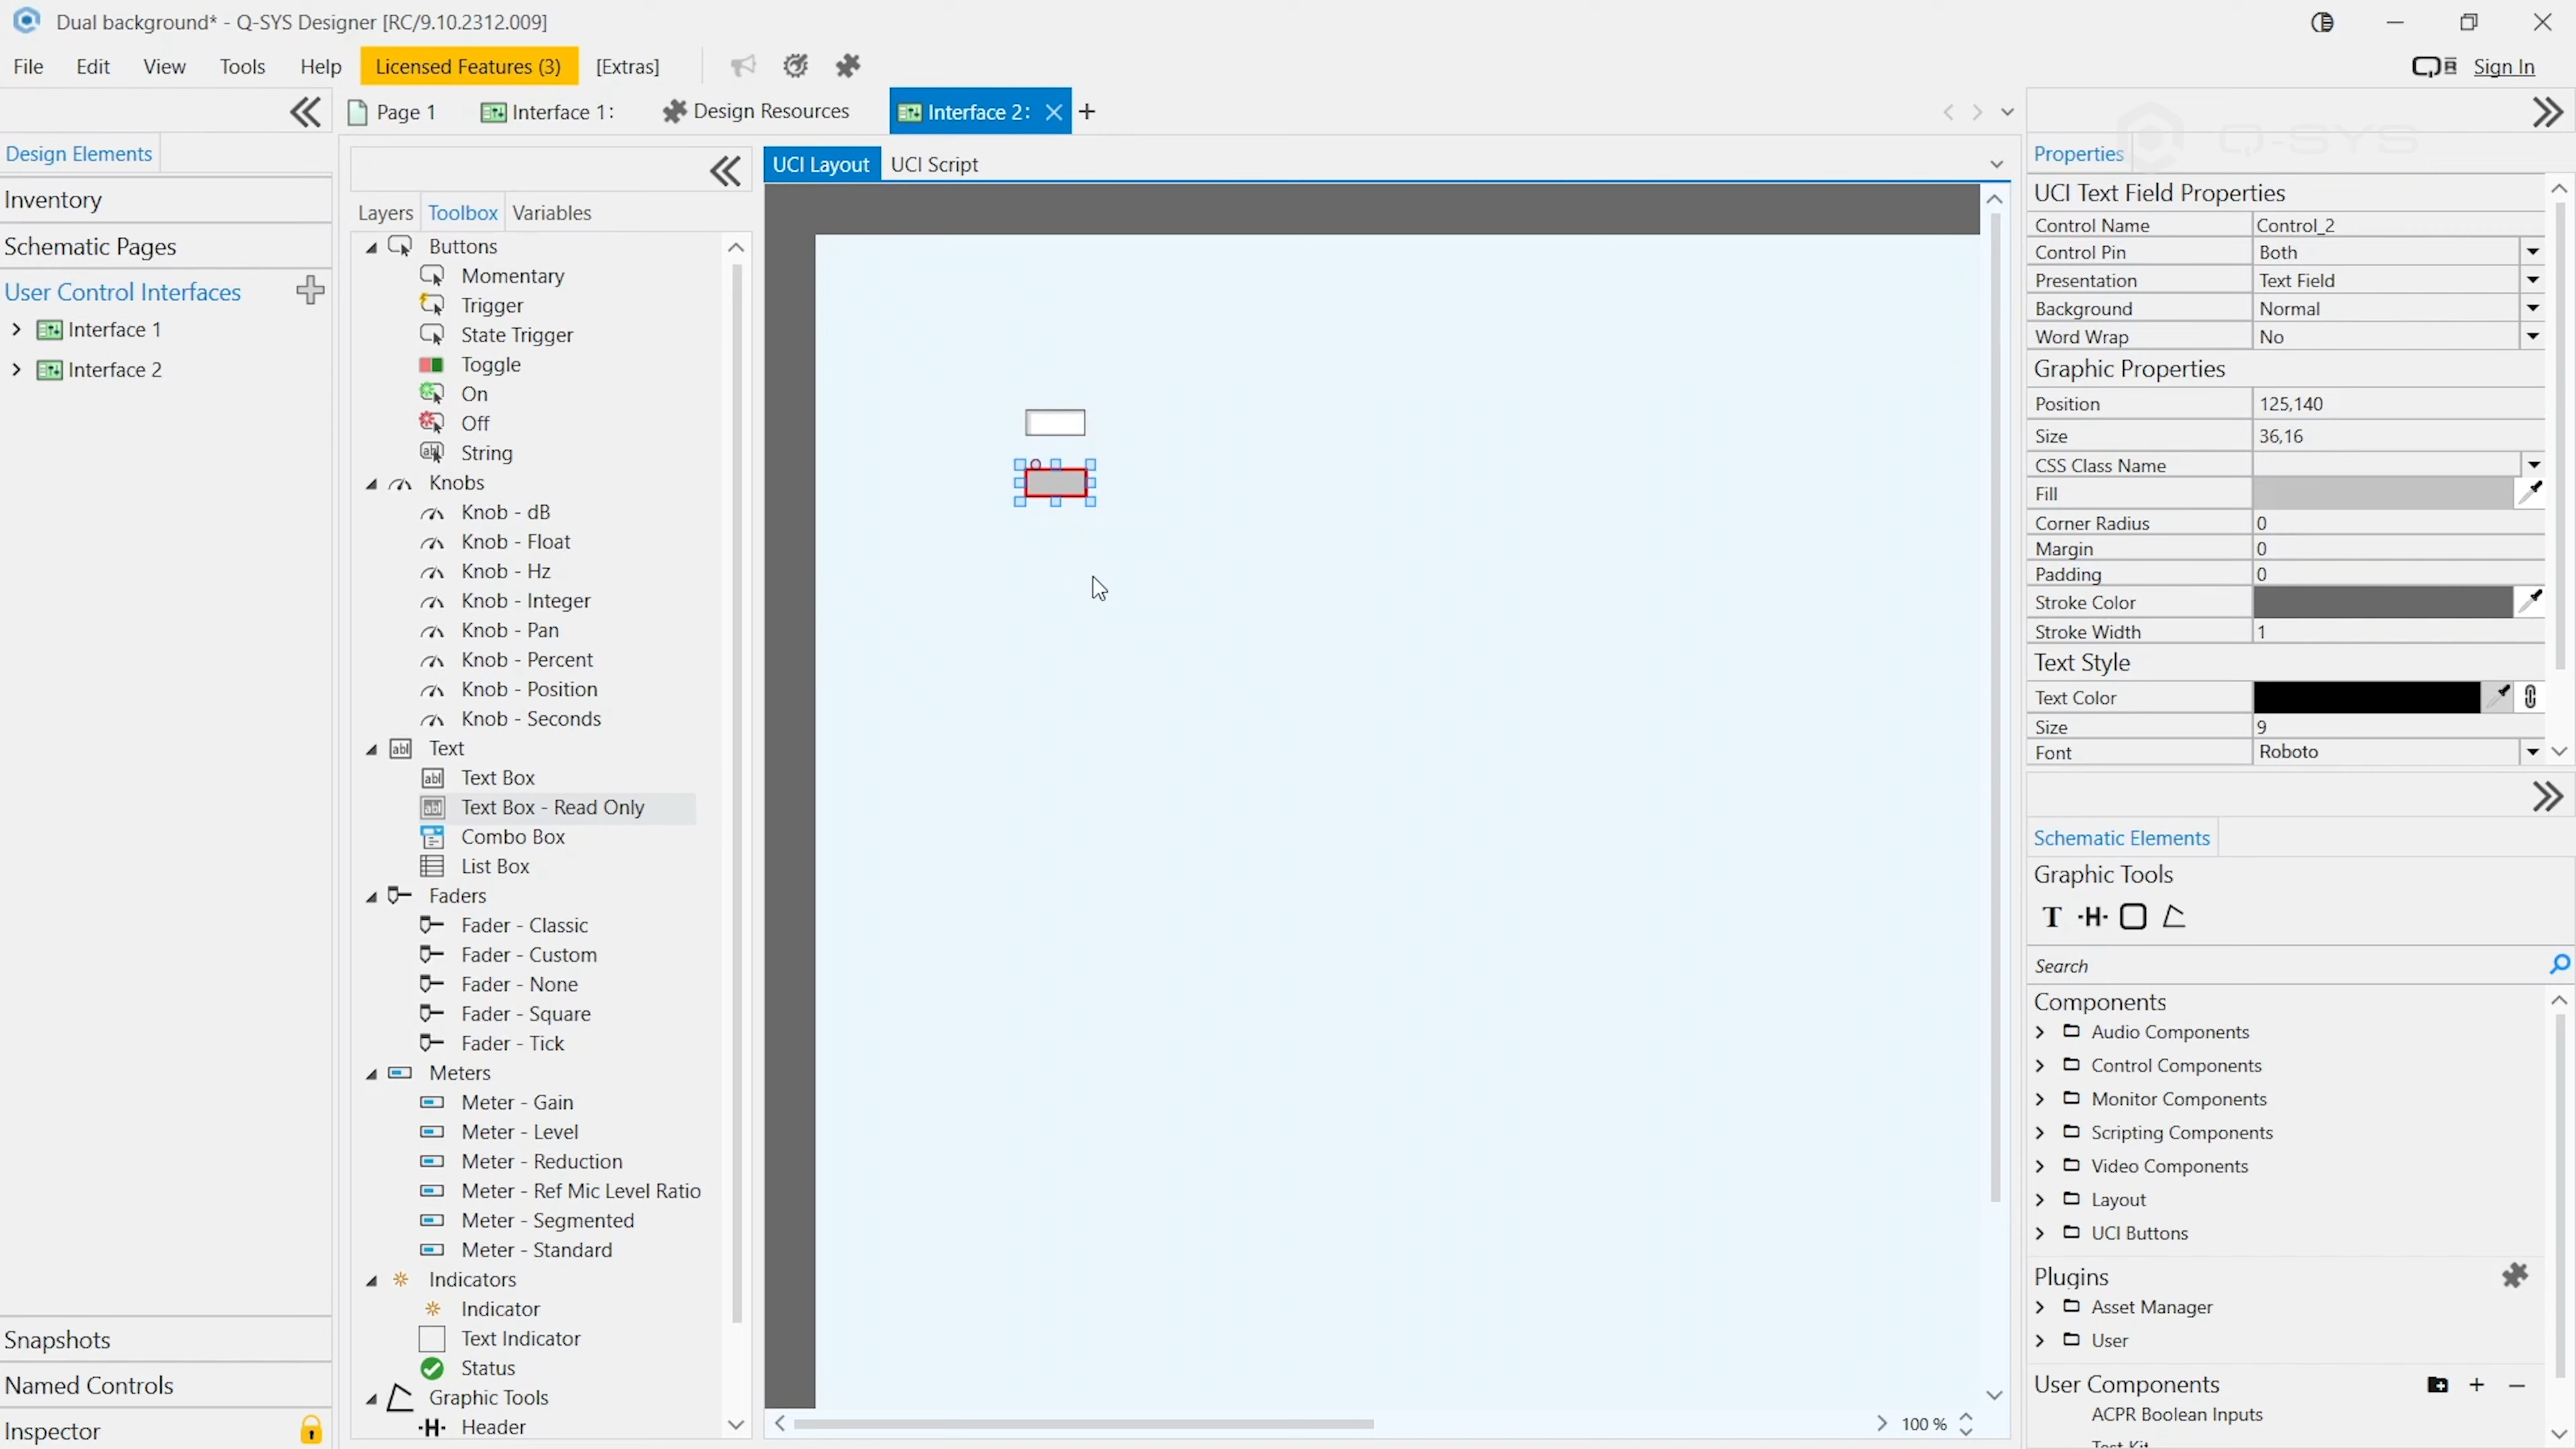 Dual background* - Q-SYS Designer [RC/9.10.2312.009]
File Edit View Tools Help Licensed Features (3) [Extras]
Sign In
Page 1 Interface 1: Design Resources Interface 2:
Q-SYS
Design Elements
Inventory
Schematic Pages
User Control Interfaces
Interface 1
Interface 2
Snapshots
Named Controls
Inspector
Layers Toolbox Variables
Buttons
Momentary
Trigger
State Trigger
Toggle
On
Off
abl String
Knobs
Knob - dB
Knob - Float
Knob - Hz
Knob - Integer
Knob - Pan
Knob - Percent
Knob - Position
Knob - Seconds
abl Text
abl Text Box
abl Text Box - Read Only
Combo Box
List Box
Faders
Fader - Classic
Fader - Custom
Fader - None
Fader - Square
Fader - Tick
Meters
Meter - Gain
Meter - Level
Meter - Reduction
Meter - Ref Mic Level Ratio
Meter - Segmented
Meter - Standard
Indicators
Indicator
Text Indicator
Status
Graphic Tools
-H- Header
UCI Layout UCI Script
100 %
Properties
UCI Text Field Properties
Control Name Control_2
Control Pin Both
Presentation Text Field
Background Normal
Word Wrap No
Graphic Properties
Position 125,140
Size 36,16
CSS Class Name
Fill
Corner Radius 0
Margin 0
Padding 0
Stroke Color
Stroke Width 1
Text Style
Text Color
Size 9
Font Roboto
Schematic Elements
Graphic Tools
T -H-
Search
Components
Audio Components
Control Components
Monitor Components
Scripting Components
Video Components
Layout
UCI Buttons
Plugins
Asset Manager
User
User Components
ACPR Boolean Inputs